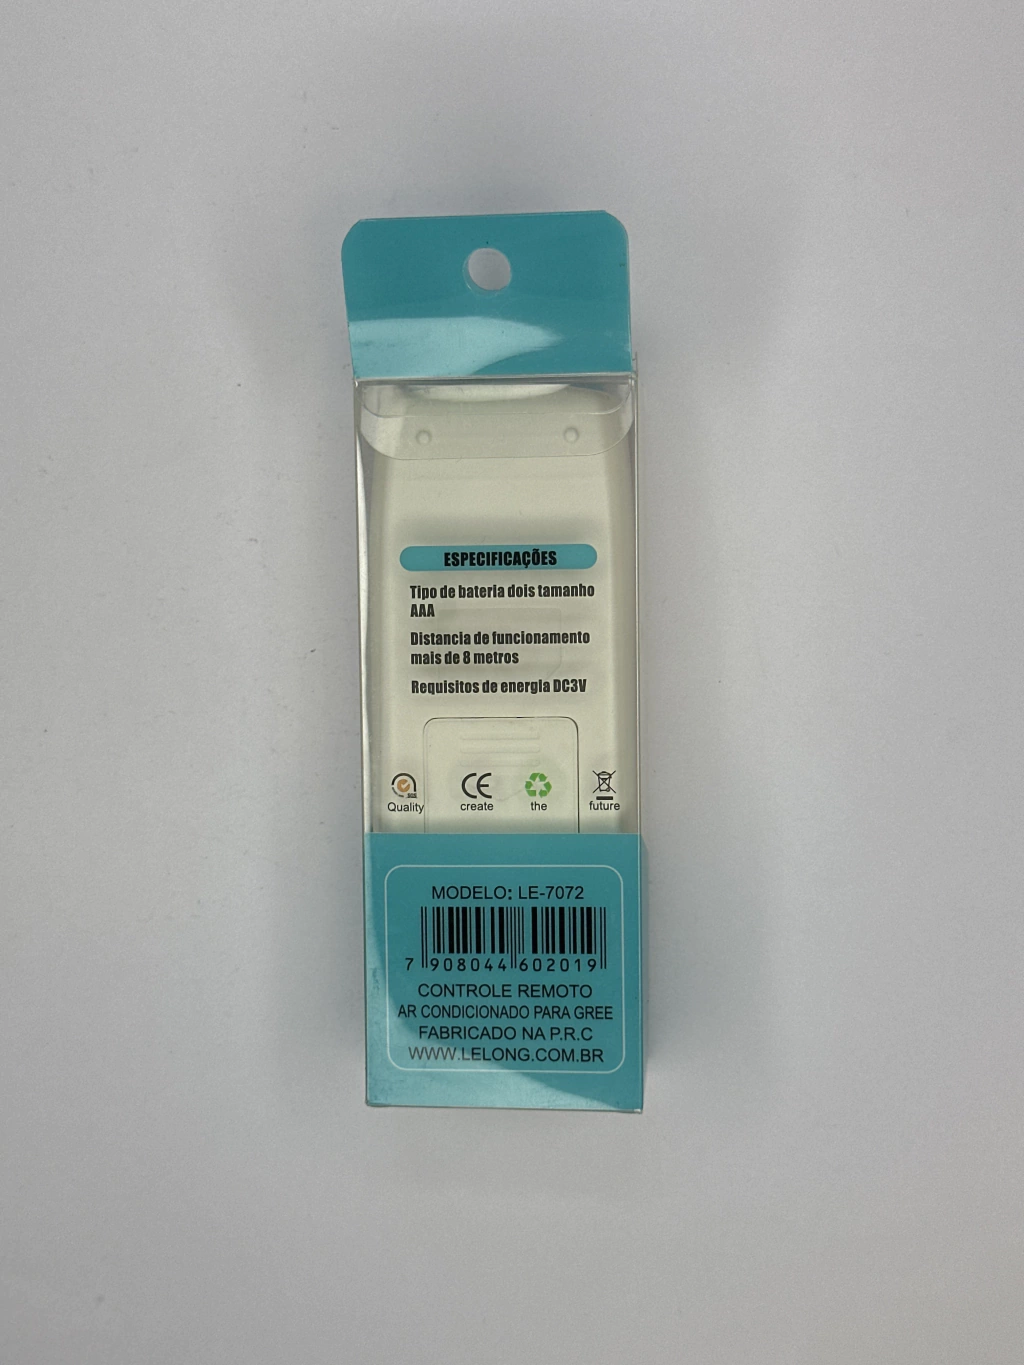 ESPECIFICAÇÕES
Tipo de bateria dois tamanho
AAA
Distancia de funcionamento
mais de 8 metros
Requisitos de energia DC3V
CE
Quality create the future
MODELO: LE-7072
7 908044 602019
CONTROLE REMOTO
AR CONDICIONADO PARA GREE
FABRICADO NA P.R.C
WWW.LELONG.COM.BR